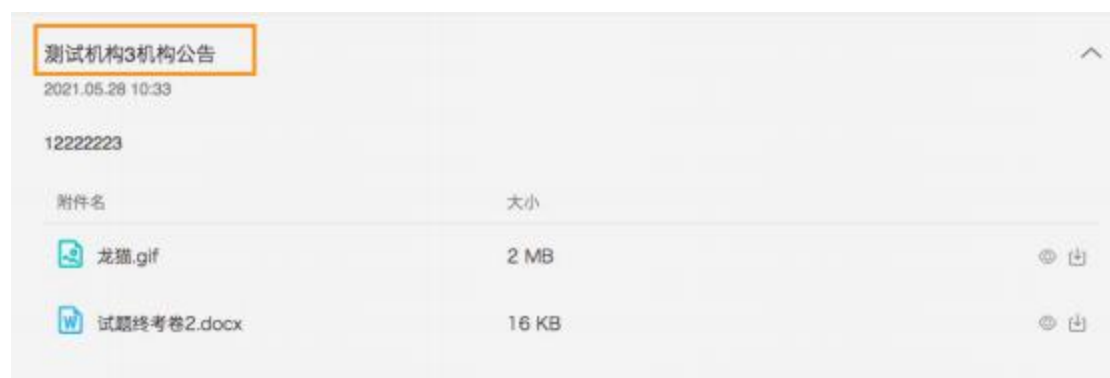 测试机构3机构公告
2021.05.28 10:33
12222223
附件名 大小
龙猫.gif 2 MB
试题终考卷2.docx 16 KB